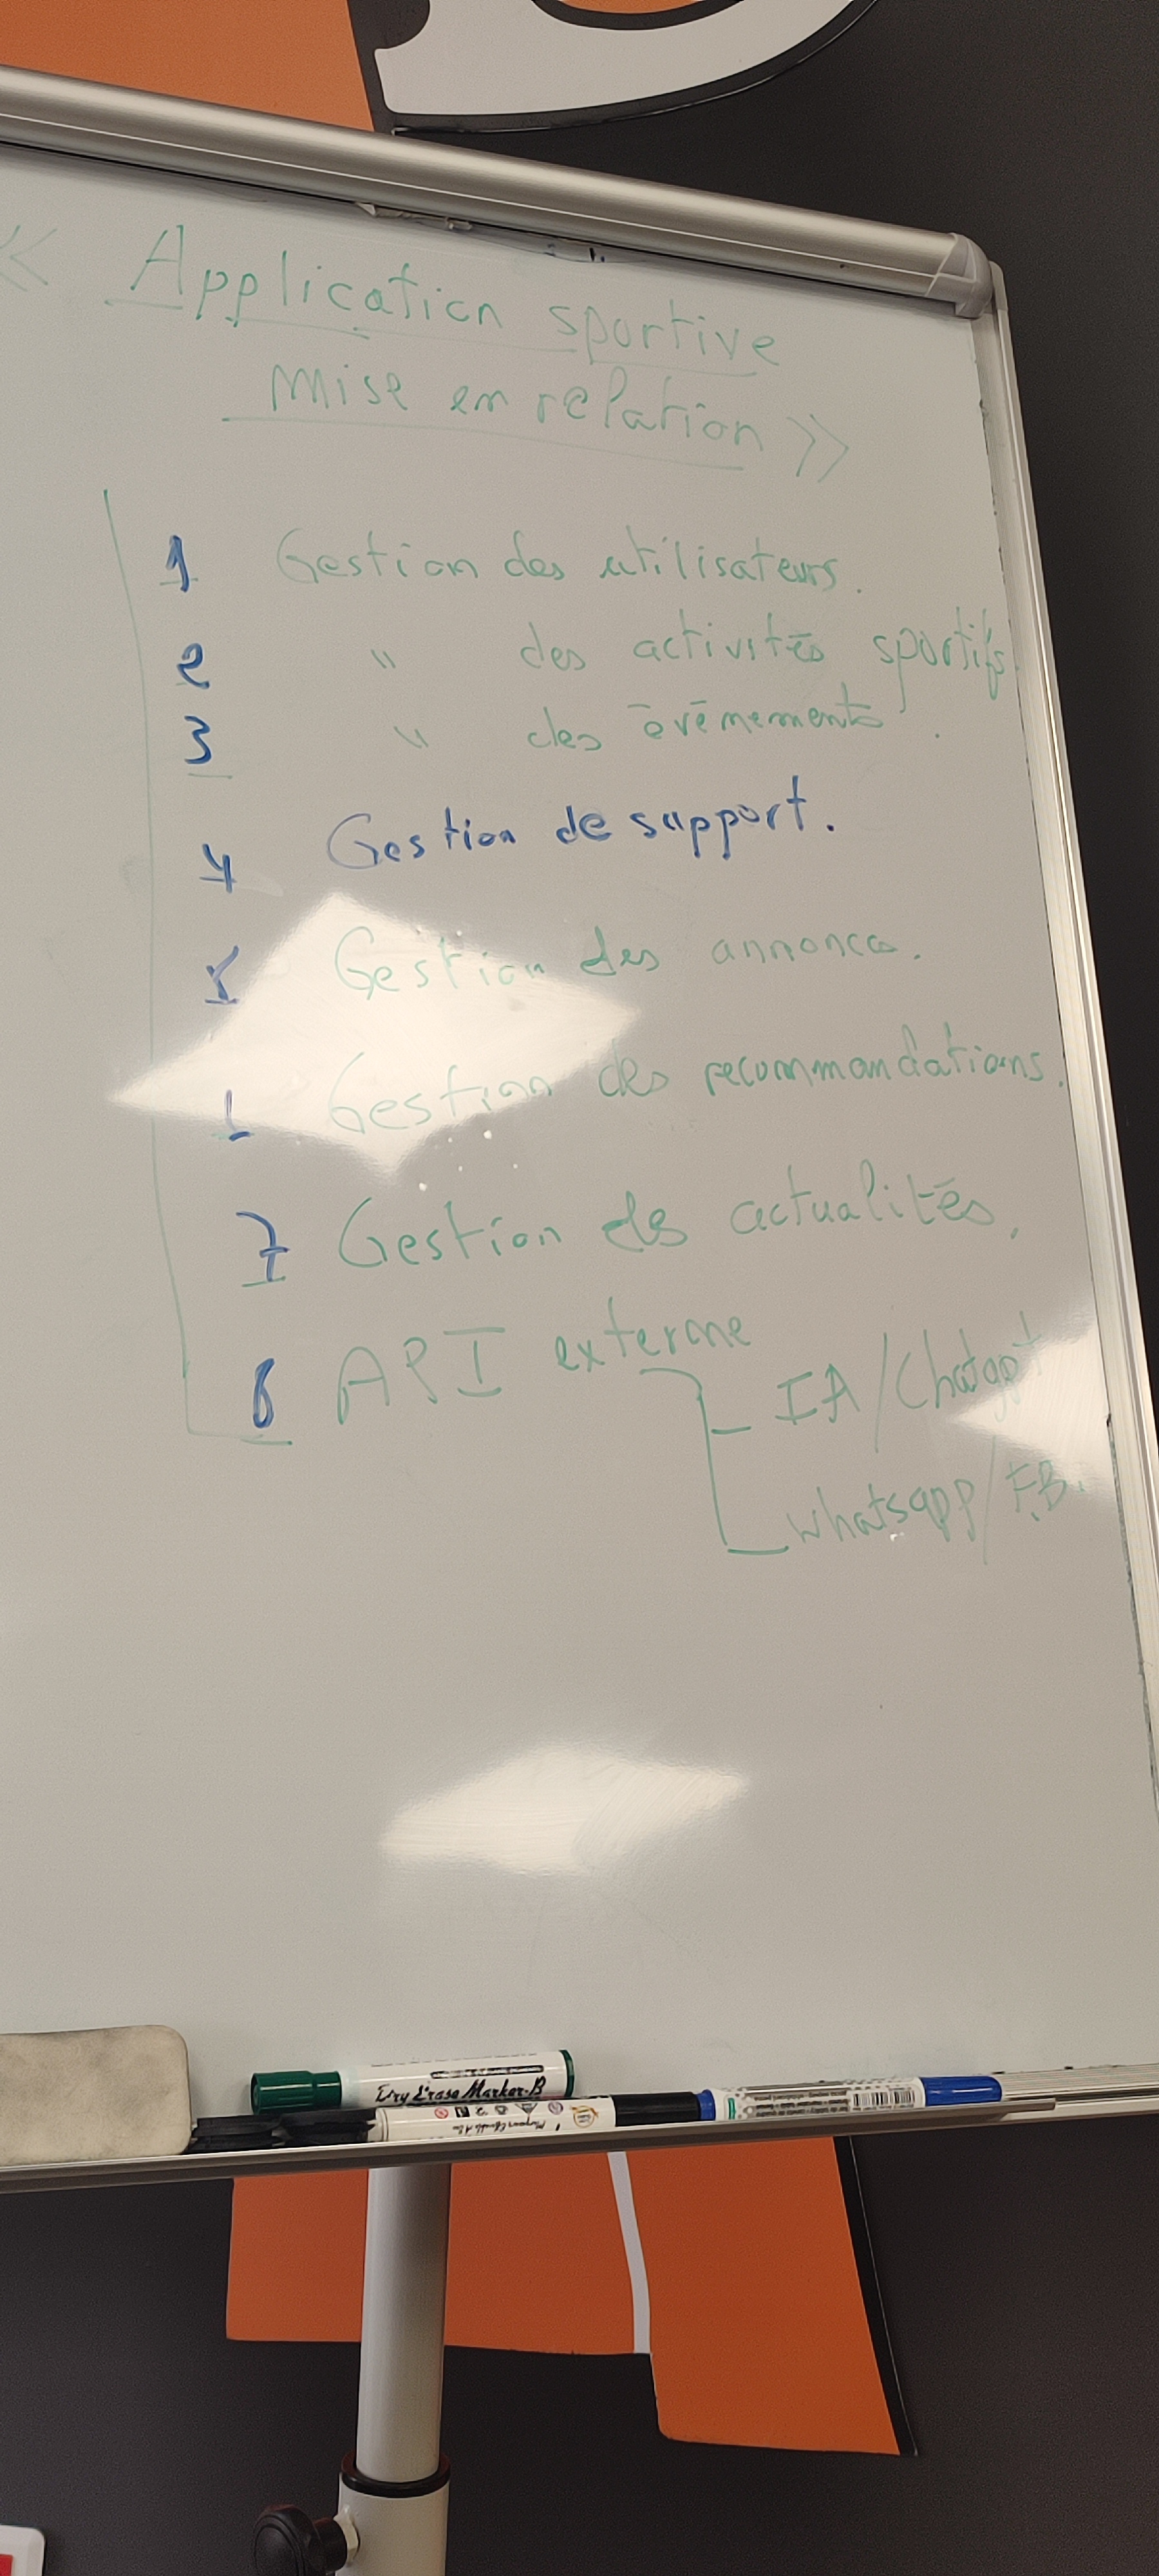 « Application sportive
mise en relation »
1 Gestion des utilisateurs.
2 " des activités sportifs.
3 " des évènements.
4 Gestion de support.
5 Gestion des annonces.
Gestion des recommandations.
7 Gestion des actualités.
8 API externe
- IA/Chatgpt
- whatsapp/FB.
Dry Erase Marker-B